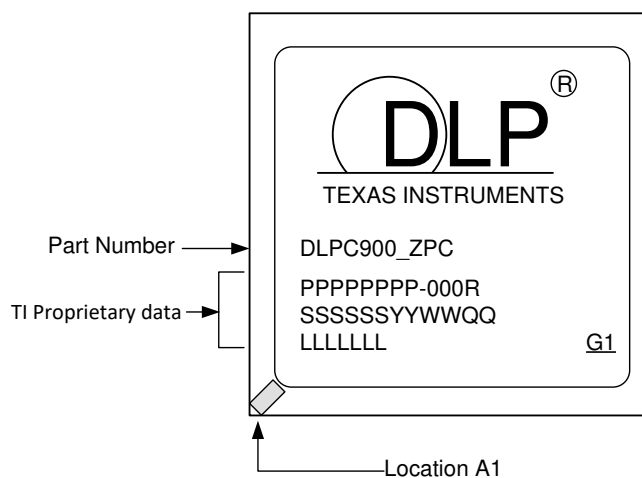 DLP®
TEXAS INSTRUMENTS
Part Number
DLPC900_ZPC
TI Proprietary data
PPPPPPPP-000R
SSSSSSYYWWQQ
LLLLLLL
G1
Location A1